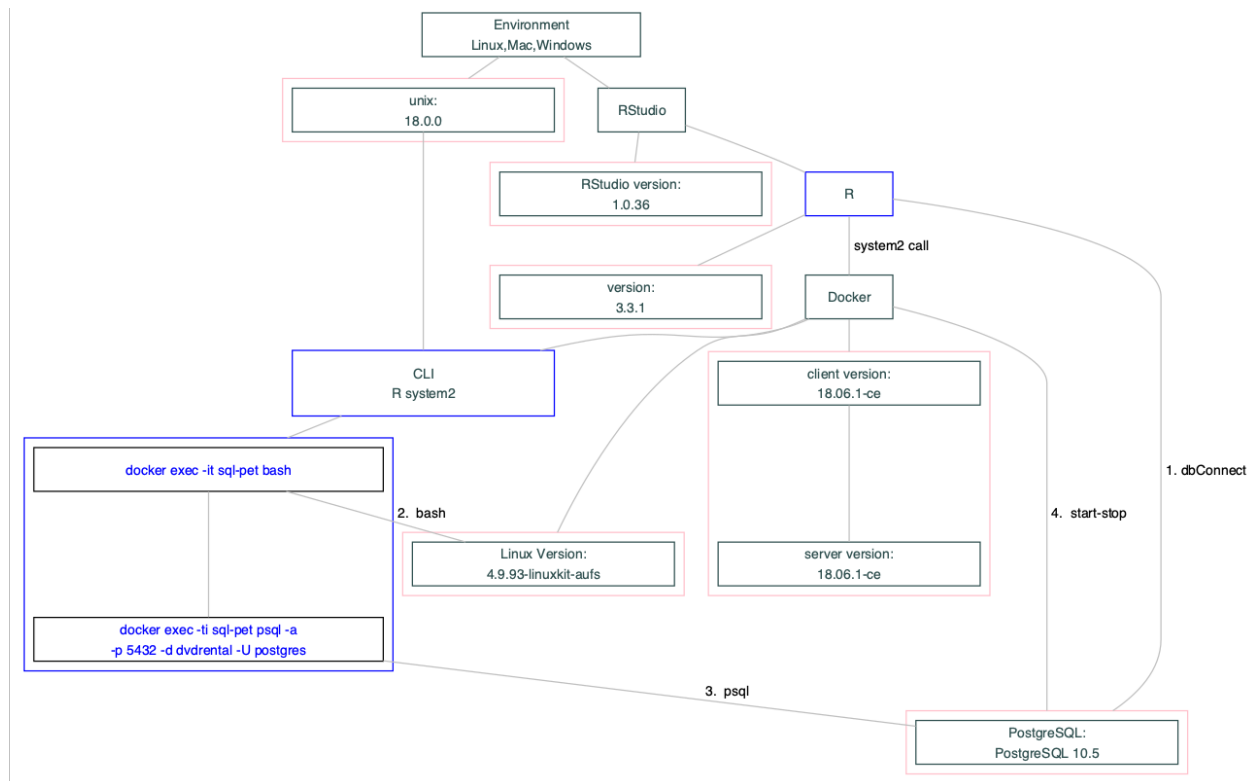 Environment
Linux,Mac,Windows
unix:
18.0.0
RStudio
RStudio version:
1.0.36
R
system2 call
version:
3.3.1
Docker
CLI
R system2
client version:
18.06.1-ce
docker exec -it sql-pet bash
1. dbConnect
2.  bash
4.  start-stop
Linux Version:
4.9.93-linuxkit-aufs
server version:
18.06.1-ce
docker exec -ti sql-pet psql -a
-p 5432 -d dvdrental -U postgres
3.  psql
PostgreSQL:
PostgreSQL 10.5